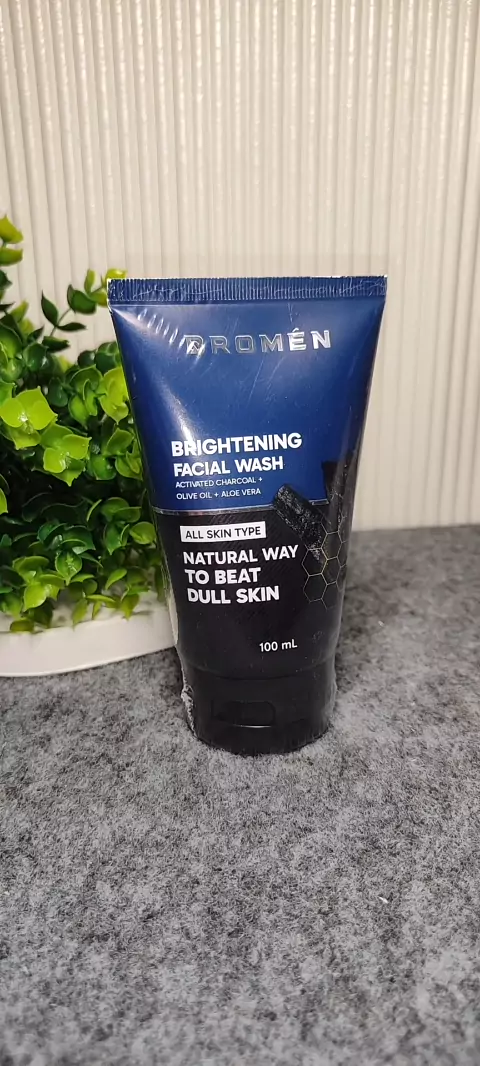 BROMÉN
BRIGHTENING
FACIAL WASH
ACTIVATED CHARCOAL +
OLIVE OIL + ALOE VERA
ALL SKIN TYPE
NATURAL WAY
TO BEAT
DULL SKIN
100 mL